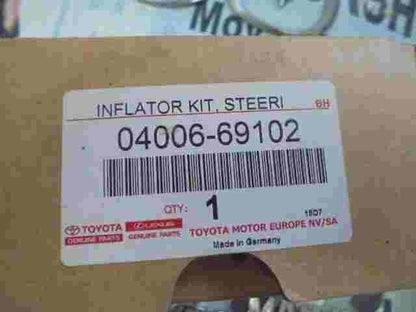 INFLATOR KIT, STEERI 6H
04006-69102
QTY: 1
TOYOTA LEXUS
GENUINE PARTS GENUINE PARTS
TOYOTA MOTOR EUROPE NV/SA
Made in Germany